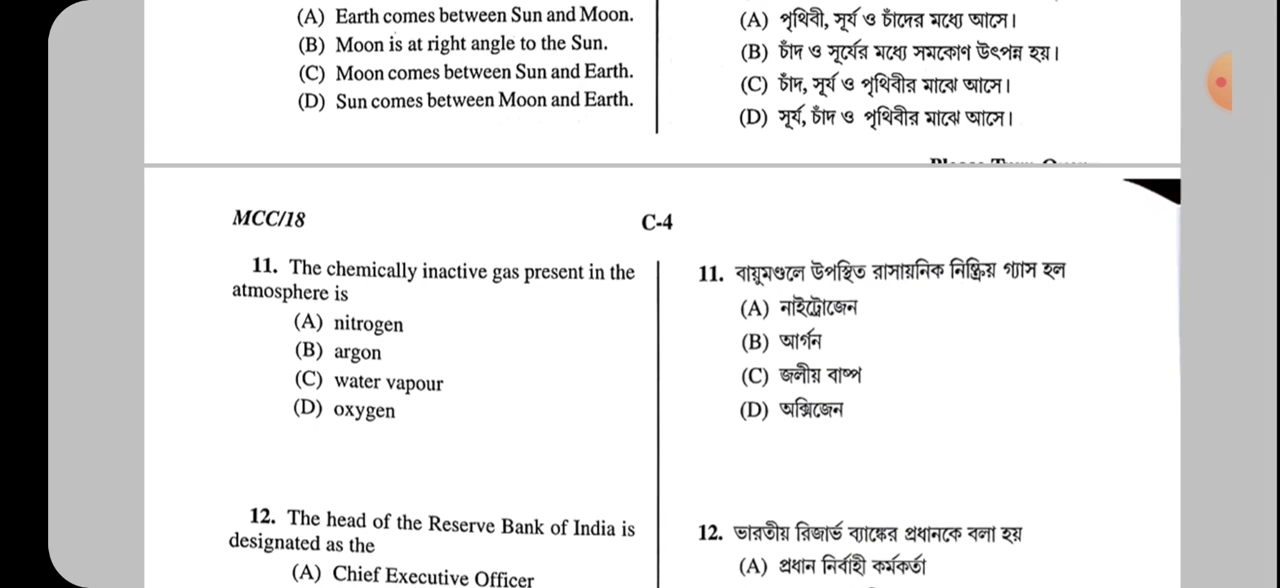 (A) Earth comes between Sun and Moon.
(B) Moon is at right angle to the Sun.
(C) Moon comes between Sun and Earth.
(D) Sun comes between Moon and Earth.
(A) পৃথিবী, সূর্য ও চাঁদের মধ্যে আসে।
(B) চাঁদ ও সূর্যের মধ্যে সমকোণ উৎপন্ন হয়।
(C) চাঁদ, সূর্য ও পৃথিবীর মাঝে আসে।
(D) সূর্য, চাঁদ ও পৃথিবীর মাঝে আসে।
MCC/18
C-4
11. The chemically inactive gas present in the
atmosphere is
(A) nitrogen
(B) argon
(C) water vapour
(D) oxygen
12. The head of the Reserve Bank of India is
designated as the
(A) Chief Executive Officer
11. বায়ুমণ্ডলে উপস্থিত রাসায়নিক নিষ্ক্রিয় গ্যাস হল
(A) নাইট্রোজেন
(B) আর্গন
(C) জলীয় বাষ্প
(D) অক্সিজেন
12. ভারতীয় রিজার্ভ ব্যাঙ্কের প্রধানকে বলা হয়
(A) প্রধান নির্বাহী কর্মকর্তা